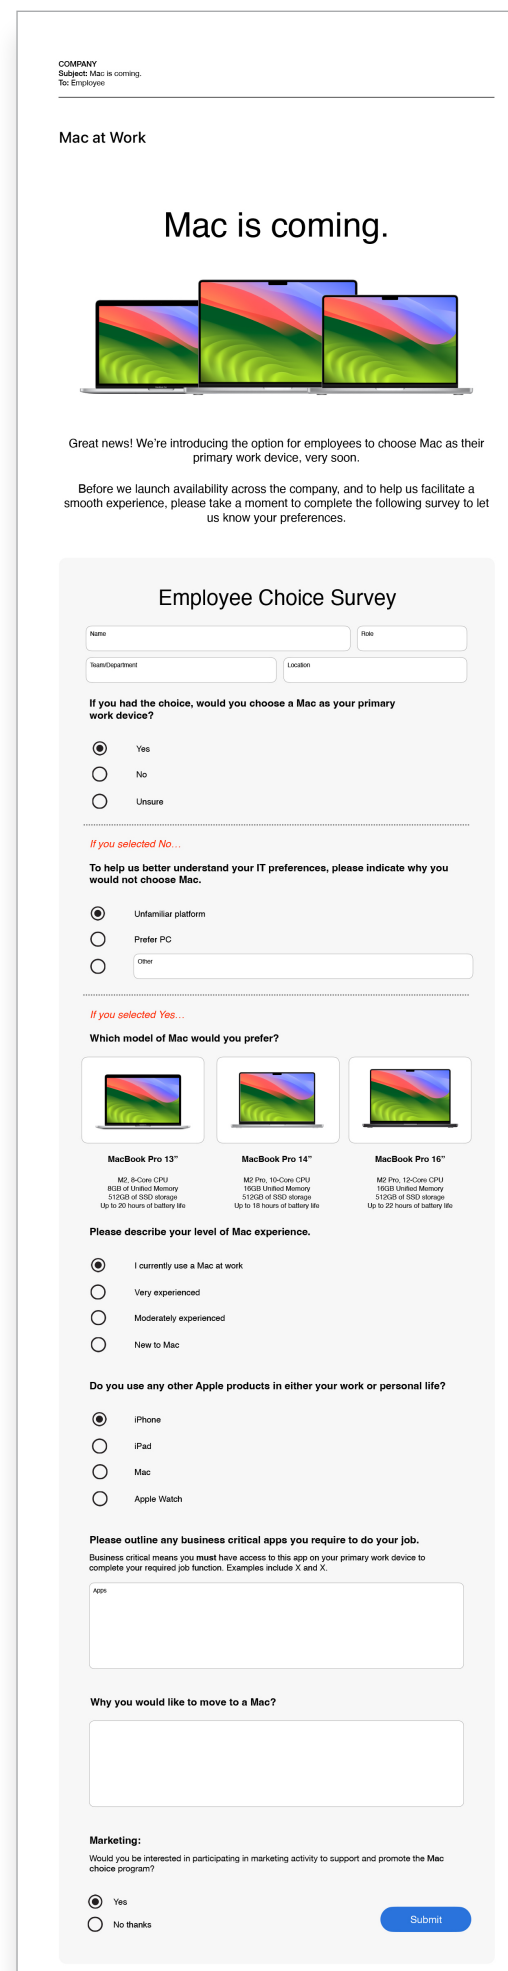 COMPANY
Subject: Mac is coming.
To: Employee
Mac at Work
Mac is coming.
Great news! We're introducing the option for employees to choose Mac as their
primary work device, very soon.
Before we launch availability across the company, and to help us facilitate a
smooth experience, please take a moment to complete the following survey to let
us know your preferences.
Employee Choice Survey
Name
Role
Team/Department
Location
If you had the choice, would you choose a Mac as your primary
work device?
Yes
No
Unsure
If you selected No…
To help us better understand your IT preferences, please indicate why you
would not choose Mac.
Unfamiliar platform
Prefer PC
Other
If you selected Yes…
Which model of Mac would you prefer?
MacBook Pro 13”
M2, 8-Core CPU
8GB of Unified Memory
512GB of SSD storage
Up to 20 hours of battery life
MacBook Pro 14”
M2 Pro, 10-Core CPU
16GB Unified Memory
512GB of SSD storage
Up to 18 hours of battery life
MacBook Pro 16”
M2 Pro, 12-Core CPU
16GB Unified Memory
512GB of SSD storage
Up to 22 hours of battery life
Please describe your level of Mac experience.
I currently use a Mac at work
Very experienced
Moderately experienced
New to Mac
Do you use any other Apple products in either your work or personal life?
iPhone
iPad
Mac
Apple Watch
Please outline any business critical apps you require to do your job.
Business critical means you must have access to this app on your primary work device to
complete your required job function. Examples include X and X.
Apps
Why you would like to move to a Mac?
Marketing:
Would you be interested in participating in marketing activity to support and promote the Mac
choice program?
Yes
No thanks
Submit